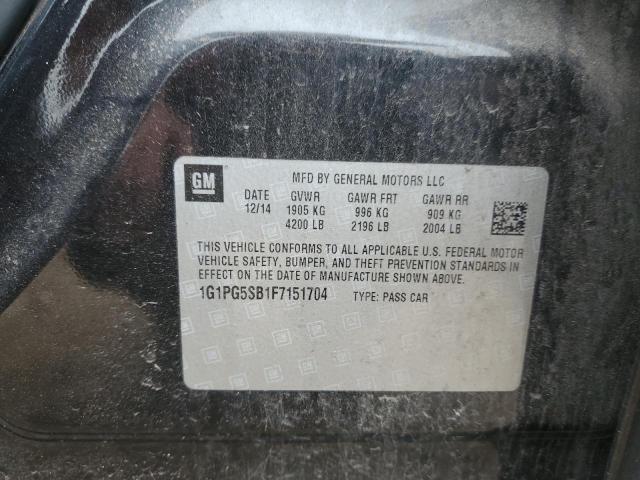 GM
MFD BY GENERAL MOTORS LLC
DATE GVWR GAWR FRT GAWR RR
12/14 1905 KG 996 KG 909 KG
4200 LB 2196 LB 2004 LB
THIS VEHICLE CONFORMS TO ALL APPLICABLE U.S. FEDERAL MOTOR
VEHICLE SAFETY, BUMPER, AND THEFT PREVENTION STANDARDS IN
EFFECT ON THE DATE OF MANUFACTURE SHOWN ABOVE.
1G1PG5SB1F7151704 TYPE: PASS CAR